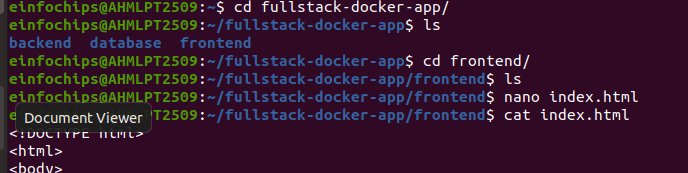 einfochips@AHMLPT2509:~$ cd fullstack-docker-app/
einfochips@AHMLPT2509:~/fullstack-docker-app$ ls
backend  database  frontend
einfochips@AHMLPT2509:~/fullstack-docker-app$ cd frontend/
einfochips@AHMLPT2509:~/fullstack-docker-app/frontend$ ls
einfochips@AHMLPT2509:~/fullstack-docker-app/frontend$ nano index.html
einfochips@AHMLPT2509:~/fullstack-docker-app/frontend$ cat index.html
Document Viewer
<!DOCTYPE html>
<html>
<body>